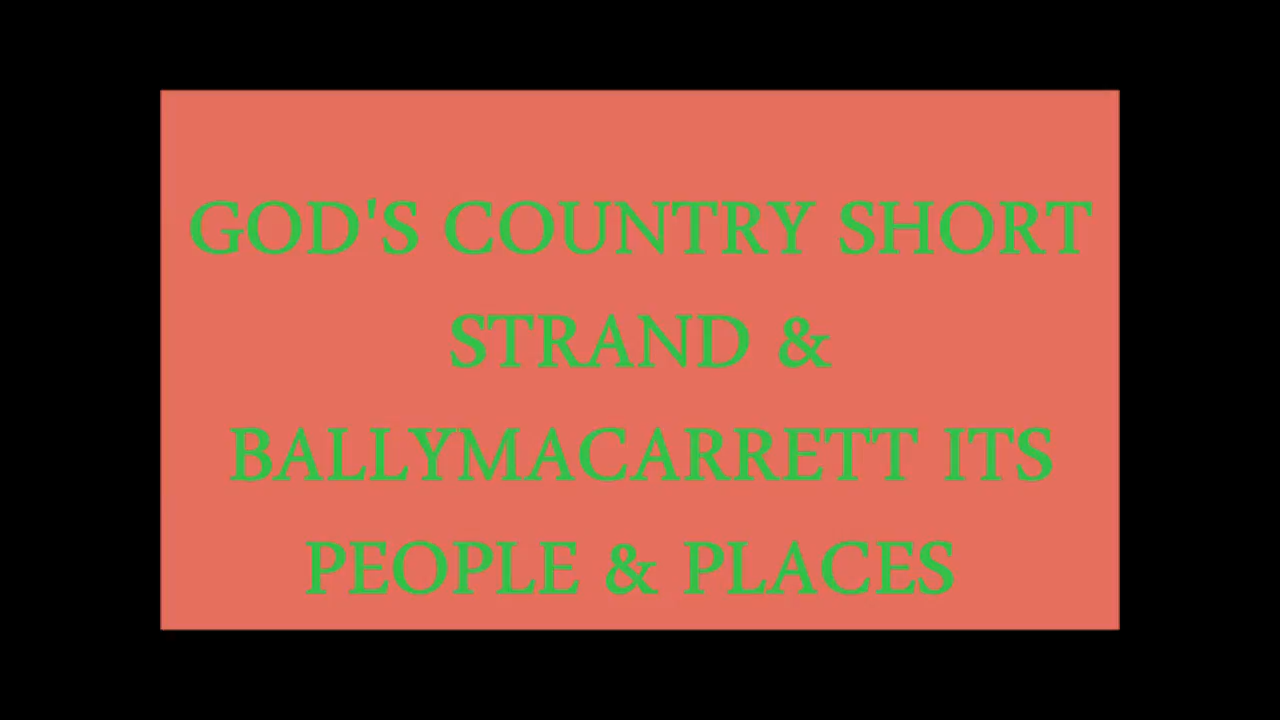 GOD'S COUNTRY SHORT
STRAND &
BALLYMACARRETT ITS
PEOPLE & PLACES